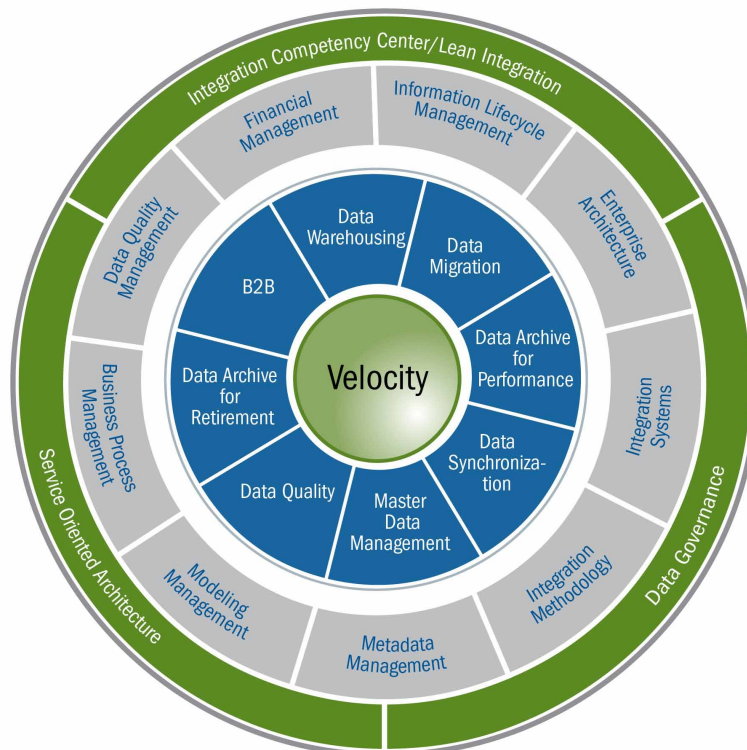 Integration Competency Center/Lean Integration
Data Governance
Service Oriented Architecture
Financial
Management
Information Lifecycle
Management
Enterprise
Architecture
Integration
Systems
Integration
Methodology
Metadata
Management
Modeling
Management
Business Process
Management
Data Quality
Management
Data
Warehousing
Data
Migration
Data Archive
for
Performance
Data
Synchroniza-
tion
Master
Data
Management
Data Quality
Data Archive
for
Retirement
B2B
Velocity